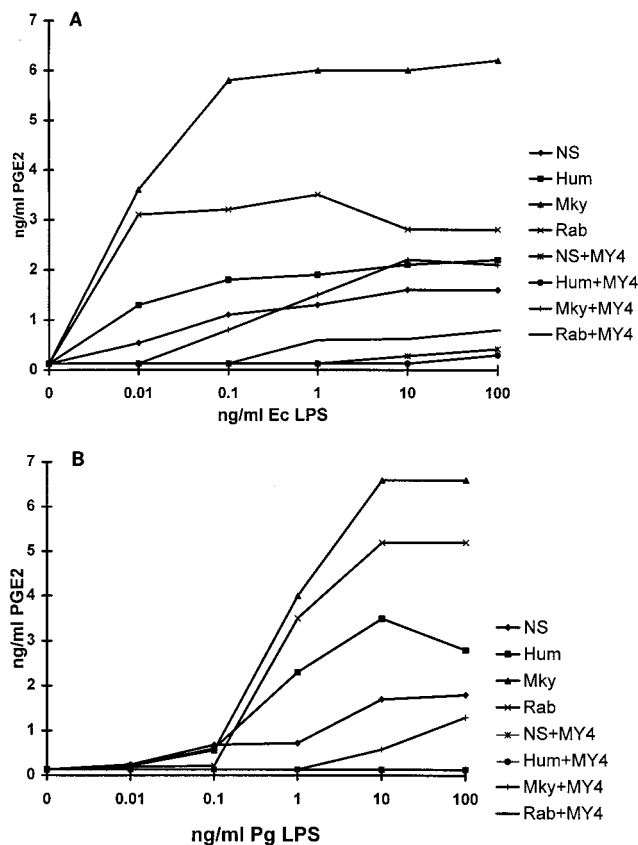 A
ng/ml PGE2
7
6
5
4
3
2
1
0
0
0.01
0.1
1
10
100
ng/ml Ec LPS
NS
Hum
Mky
Rab
NS+MY4
Hum+MY4
Mky+MY4
Rab+MY4
B
ng/ml PGE2
7
6
5
4
3
2
1
0
0
0.01
0.1
1
10
100
ng/ml Pg LPS
NS
Hum
Mky
Rab
NS+MY4
Hum+MY4
Mky+MY4
Rab+MY4